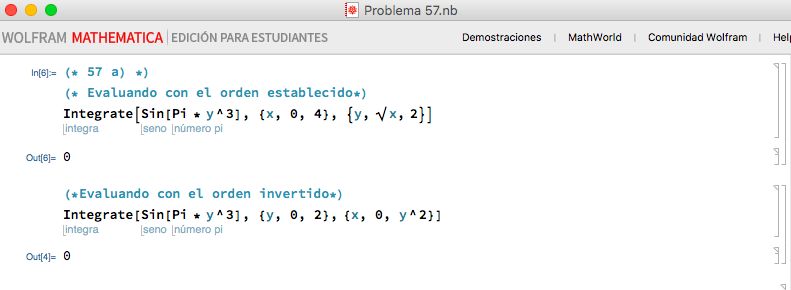 Problema 57.nb
WOLFRAM MATHEMATICA | EDICIÓN PARA ESTUDIANTES
Demostraciones | MathWorld | Comunidad Wolfram | Help
In[6]:= (* 57 a) *)
(* Evaluando con el orden establecido*)
Integrate[Sin[Pi * y^3], {x, 0, 4}, {y, √x, 2}]
integra seno número pi
Out[6]= 0
(*Evaluando con el orden invertido*)
Integrate[Sin[Pi * y^3], {y, 0, 2}, {x, 0, y^2}]
integra seno número pi
Out[4]= 0